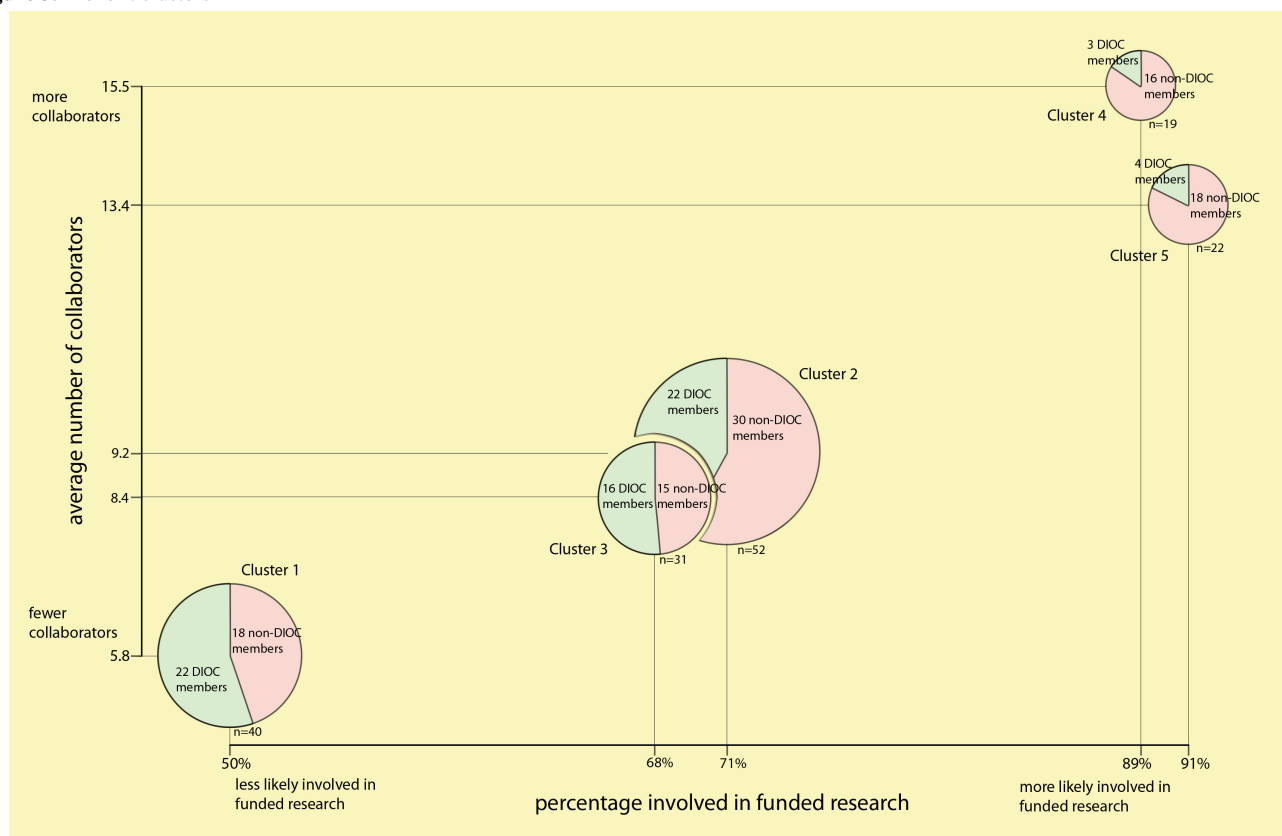 15.5
more
collaborators
13.4
average number of collaborators
9.2
8.4
fewer
collaborators
5.8
3 DIOC
members
16 non-DIOC
members
Cluster 4
n=19
4 DIOC
members
18 non-DIOC
members
Cluster 5
n=22
Cluster 2
22 DIOC
members
30 non-DIOC
members
n=52
16 DIOC
members
15 non-DIOC
members
Cluster 3
n=31
Cluster 1
18 non-DIOC
members
22 DIOC
members
n=40
50%
68%
71%
89%
91%
less likely involved in
funded research
percentage involved in funded research
more likely involved in
funded research